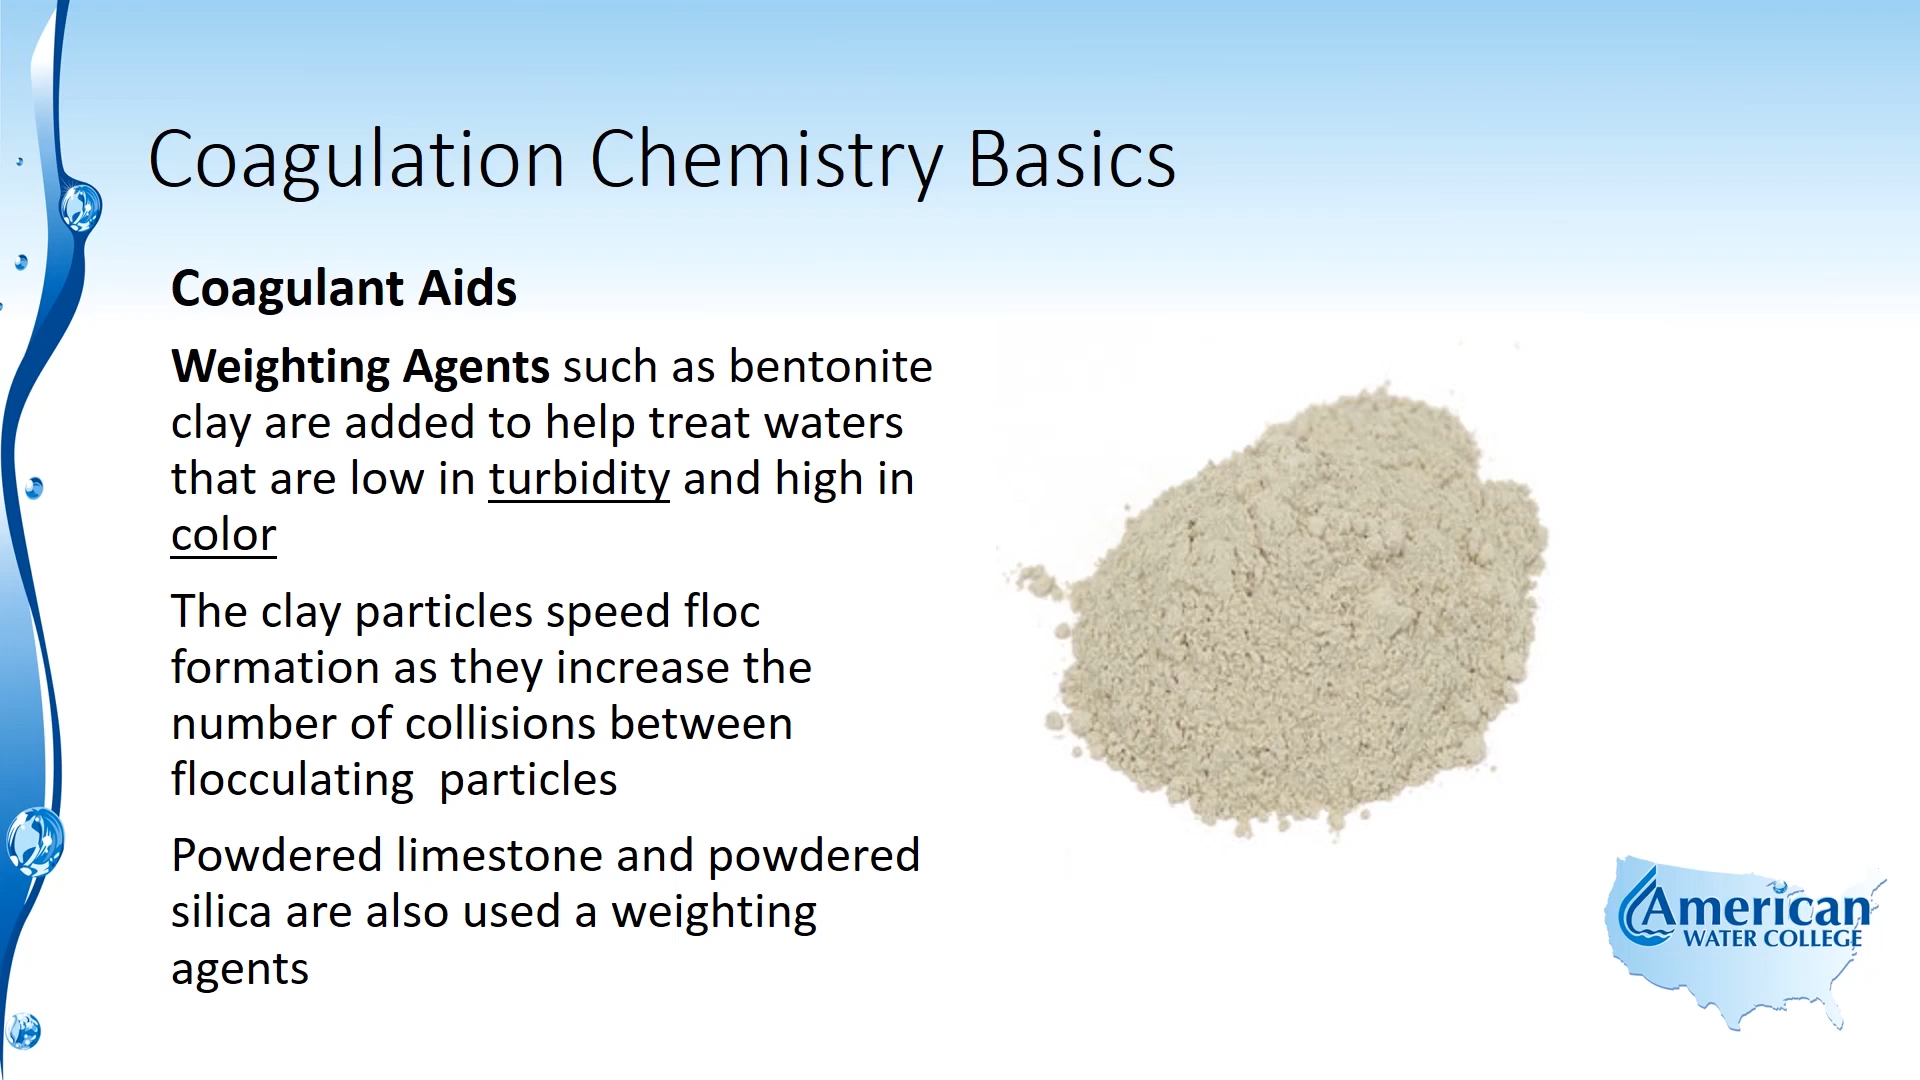 Coagulation Chemistry Basics
Coagulant Aids
Weighting Agents such as bentonite
clay are added to help treat waters
that are low in turbidity and high in
color
The clay particles speed floc
formation as they increase the
number of collisions between
flocculating  particles
Powdered limestone and powdered
silica are also used a weighting
agents
American
WATER COLLEGE